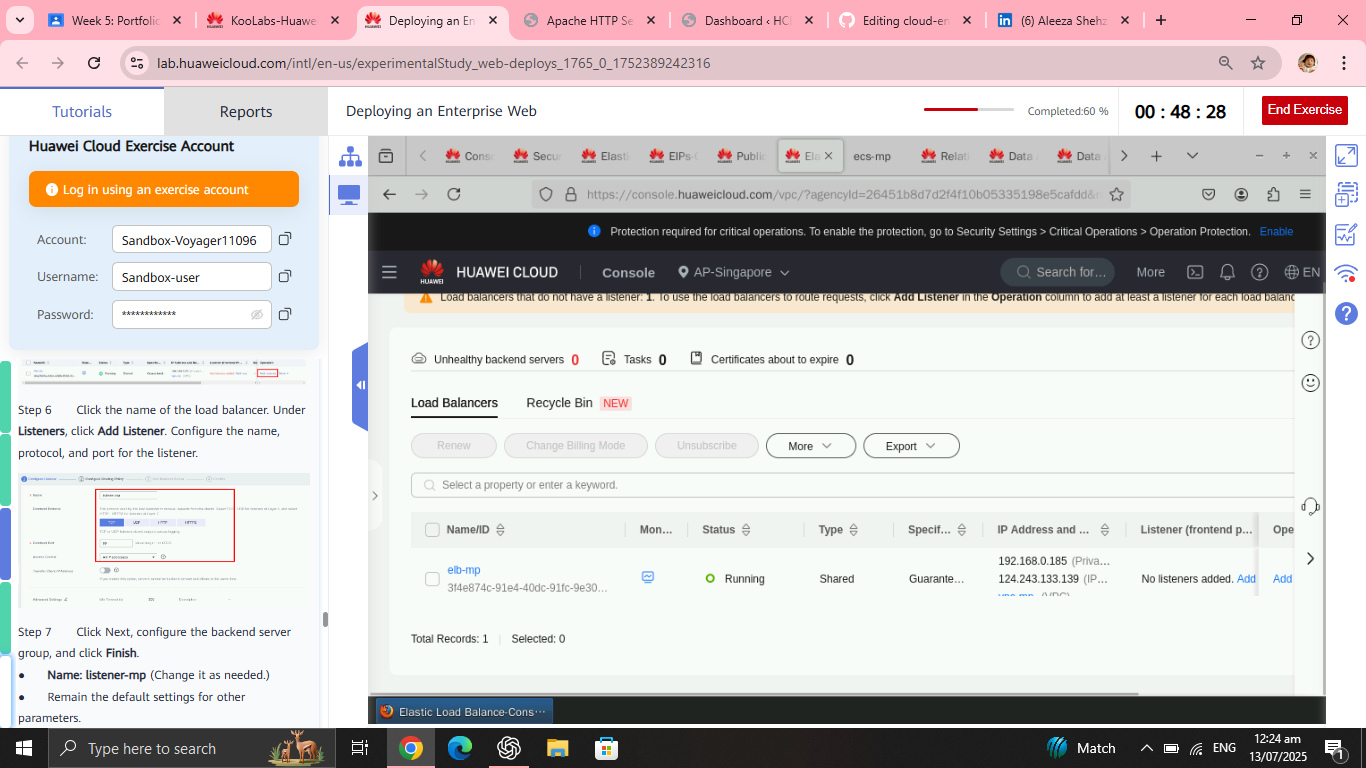 Week 5: Portfolio
KooLabs-Huawe
Deploying an En
Apache HTTP Se
Dashboard ‹ HCl
Editing cloud-en
(6) Aleeza Shehz
lab.huaweicloud.com/intl/en-us/experimentalStudy_web-deploys_1765_0_1752389242316
Tutorials
Reports
Deploying an Enterprise Web
Completed:60 %
00 : 48 : 28
End Exercise
Huawei Cloud Exercise Account
Log in using an exercise account
Account:
Sandbox-Voyager11096
Username:
Sandbox-user
Password:
************
Step 6 Click the name of the load balancer. Under
Listeners, click Add Listener. Configure the name,
protocol, and port for the listener.
Step 7 Click Next, configure the backend server
group, and click Finish.
● Name: listener-mp (Change it as needed.)
● Remain the default settings for other
parameters.
Cons
Secur
Elasti
EIPs-C
Public
Ela
ecs-mp
Relati
Data
Data
https://console.huaweicloud.com/vpc/?agencyId=26451b8d7d2f4f10b05335198e5cafdd&
Protection required for critical operations. To enable the protection, go to Security Settings > Critical Operations > Operation Protection. Enable
HUAWEI
HUAWEI CLOUD
Console
AP-Singapore
Search for...
More
EN
Load balancers that do not have a listener: 1. To use the load balancers to route requests, click Add Listener in the Operation column to add at least a listener for each load balanc
Unhealthy backend servers 0
Tasks 0
Certificates about to expire 0
Load Balancers
Recycle Bin NEW
Renew
Change Billing Mode
Unsubscribe
More
Export
Select a property or enter a keyword.
Name/ID
Mon...
Status
Type
Specif...
IP Address and ...
Listener (frontend p...
Ope
elb-mp
3f4e874c-91e4-40dc-91fc-9e30...
Running
Shared
Guarante...
192.168.0.185 (Priva...
124.243.133.139 (IP...
vpc-mp (VPC)
No listeners added. Add
Add
Total Records: 1
Selected: 0
Elastic Load Balance-Cons···
Type here to search
Match
ENG
12:24 am
13/07/2025
1